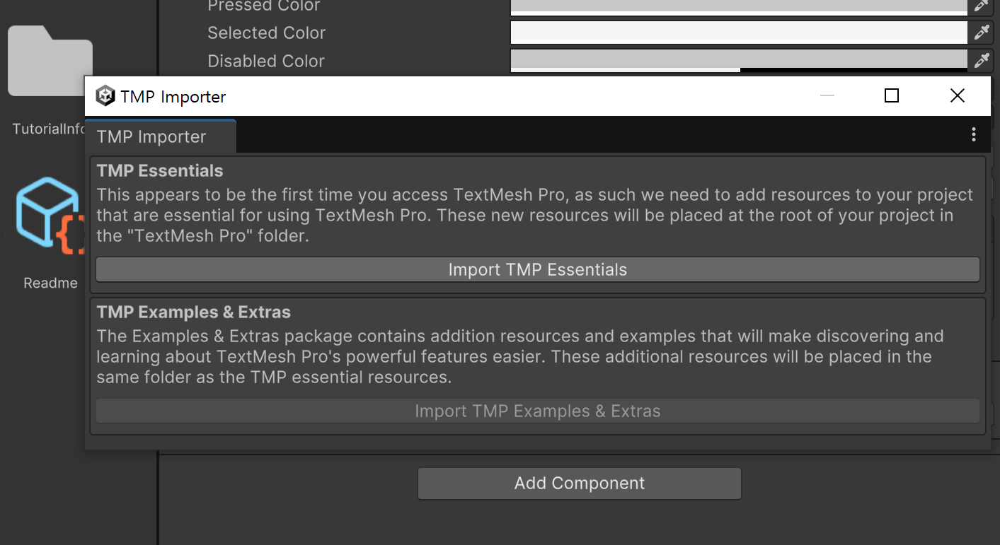 Pressed Color
Selected Color
Disabled Color
TMP Importer
TutorialInfo
TMP Importer
TMP Essentials
This appears to be the first time you access TextMesh Pro, as such we need to add resources to your project
that are essential for using TextMesh Pro. These new resources will be placed at the root of your project in
the "TextMesh Pro" folder.
Import TMP Essentials
Readme
TMP Examples & Extras
The Examples & Extras package contains addition resources and examples that will make discovering and
learning about TextMesh Pro's powerful features easier. These additional resources will be placed in the
same folder as the TMP essential resources.
Import TMP Examples & Extras
Add Component